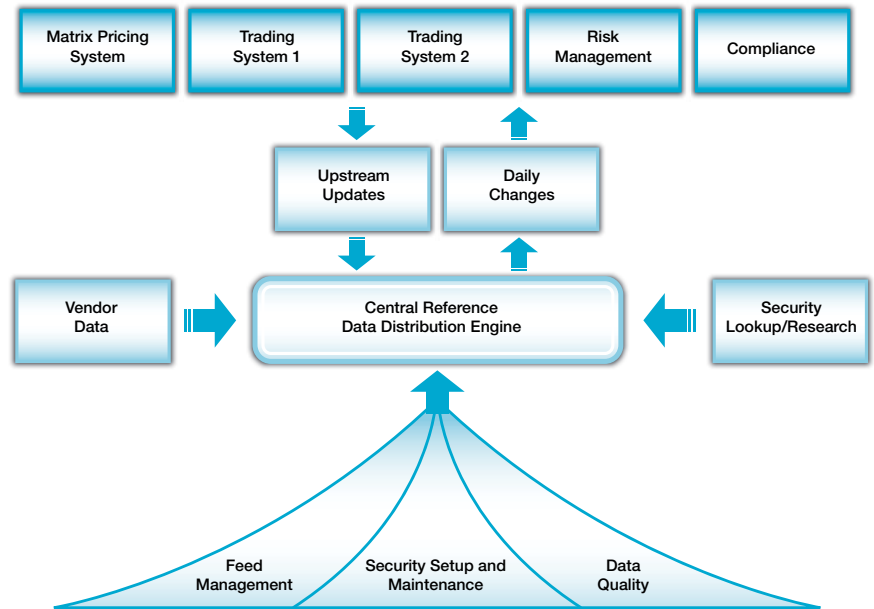 Matrix Pricing
System
Trading
System 1
Trading
System 2
Risk
Management
Compliance
Upstream
Updates
Daily
Changes
Vendor
Data
Central Reference
Data Distribution Engine
Security
Lookup/Research
Feed
Management
Security Setup and
Maintenance
Data
Quality